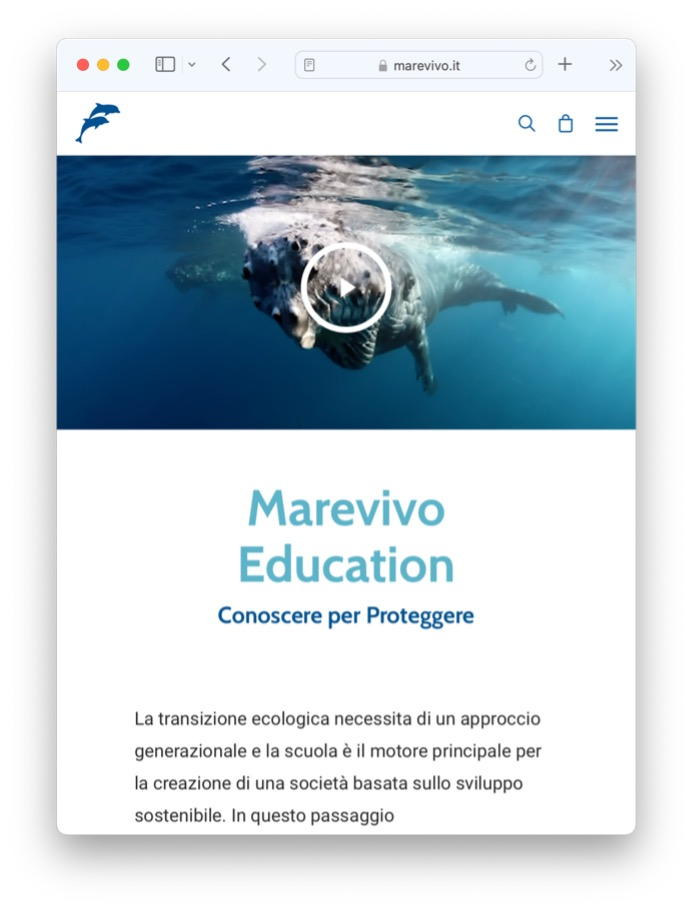 marevivo.it
Marevivo
Education
Conoscere per Proteggere
La transizione ecologica necessita di un approccio
generazionale e la scuola è il motore principale per
la creazione di una società basata sullo sviluppo
sostenibile. In questo passaggio